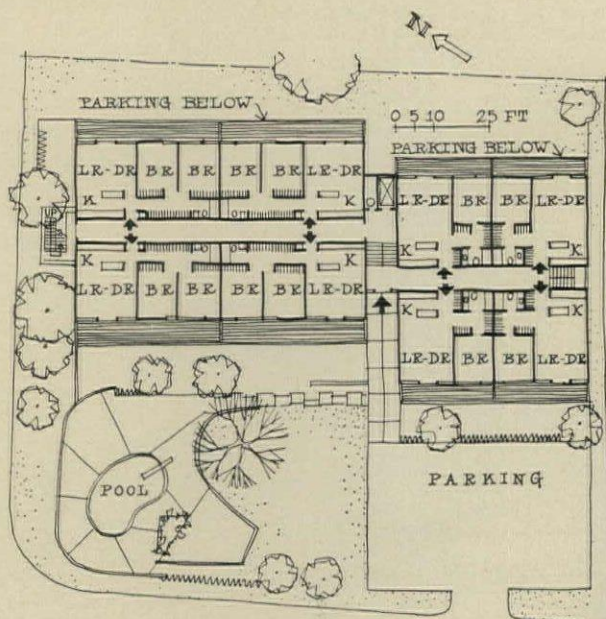 N
PARKING BELOW
0 5 10 25 FT
PARKING BELOW
LR-DR BR BR BR BR LR-DR
K K
LR-DR BR BR LR-DR
K K
K K
LR-DR BR BR BR BR LR-DR
K K
LR-DR BR BR LR-DR
PARKING
POOL